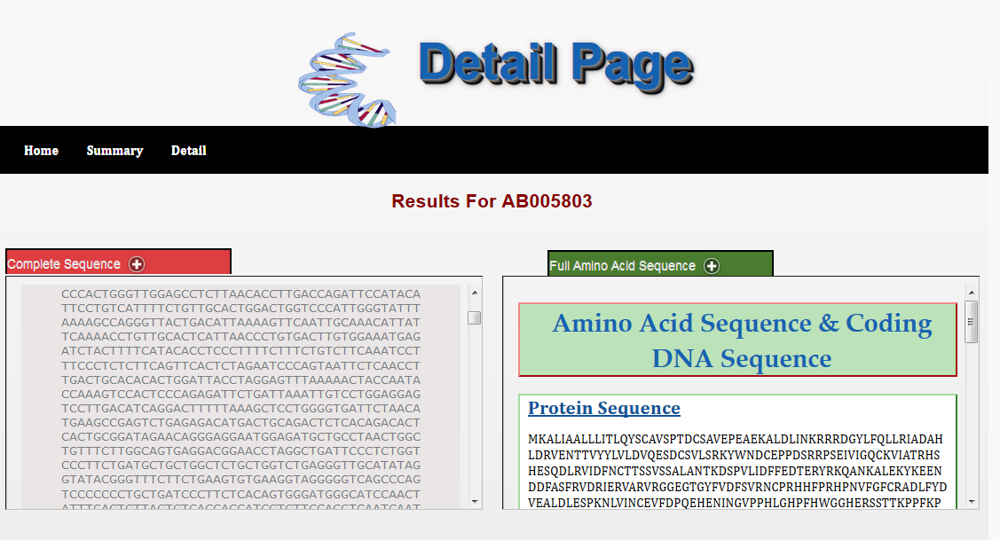 Detail Page
Home Summary Detail
Results For AB005803
Complete Sequence
CCCACTGGGTTGGAGCCTCTTAACACCTTGACCAGATTCCATACA
TTCCTGTCATTTTCTGTTGCACTGGACTGGTCCCATTGGGTATTT
AAAAGCCAGGGTTACTGACATTAAAAGTTCAATTGCAAACATTAT
TCAAAACCTGTTGCACTCATTAACCCTGTGACTTGTGGAAATGAG
ATCTACTTTTCATACACCTCCCTTTTCTTTCTGTCTTCAAATCCT
TTCCCTCTCTTCAGTTCACTCTAGAATCCCAGTAATTCTCAACCT
TGACTGCACACACTGGATTACCTAGGAGTTTAAAAACTACCAATA
CCAAAGTCCACTCCCAGAGATTCTGATTAAATTGTCCTGGAGGAG
TCCTTGACATCAGGACTTTTTAAAGCTCCTGGGGTGATTCTAACA
TGAAGCCGAGTCTGAGAGACATGACTGCAGACTCTCACAGACACT
CACTGCGGATAGAACAGGGAGGAATGGAGATGCTGCCTAACTGGC
TGTTTCTTGGCAGTGAGGACGGAACCTAGGCTGATTCCCTCTGGT
CCCTTCTGATGCTGCTGGCTCTGCTGGTCTGAGGGTTGCATATAG
GTATACGGGTTTCTTCTGAAGTGTGAAGGTAGGGGGTCAGCCCAG
TCCCCCCCTGCTGATCCCTTCTCACAGTGGGATGGGCATCCAACT
ATTTCACTCTTACTCTCACCACCATCCTCTTCCACCTCAATCAAT
Full Amino Acid Sequence
Amino Acid Sequence & Coding
DNA Sequence
Protein Sequence
MKALIAALLLITLQYSCAVSPTDCSAVEPEAEKALDLINKRRRDGYLFQLLRIADAH
LDRVENTTVYYLVLDVQESDCSVLSRKYWNDCEPPDSRRPSEIVIGQCKVIATRHS
HESQDLRVIDFNCTTSSVSSALANTKDSPVLIDFFEDTERYRKQANKALEKYKEEN
DDFASFRVDRIERVARVRGGEGTGYFVDFSVRNCPRHHFPRHPNVFGFCRADLFYD
VEALDLESPKNLVINCEVFDPQEHENINGVPPHLGHPFHWGGHERSSTTKPPFKP